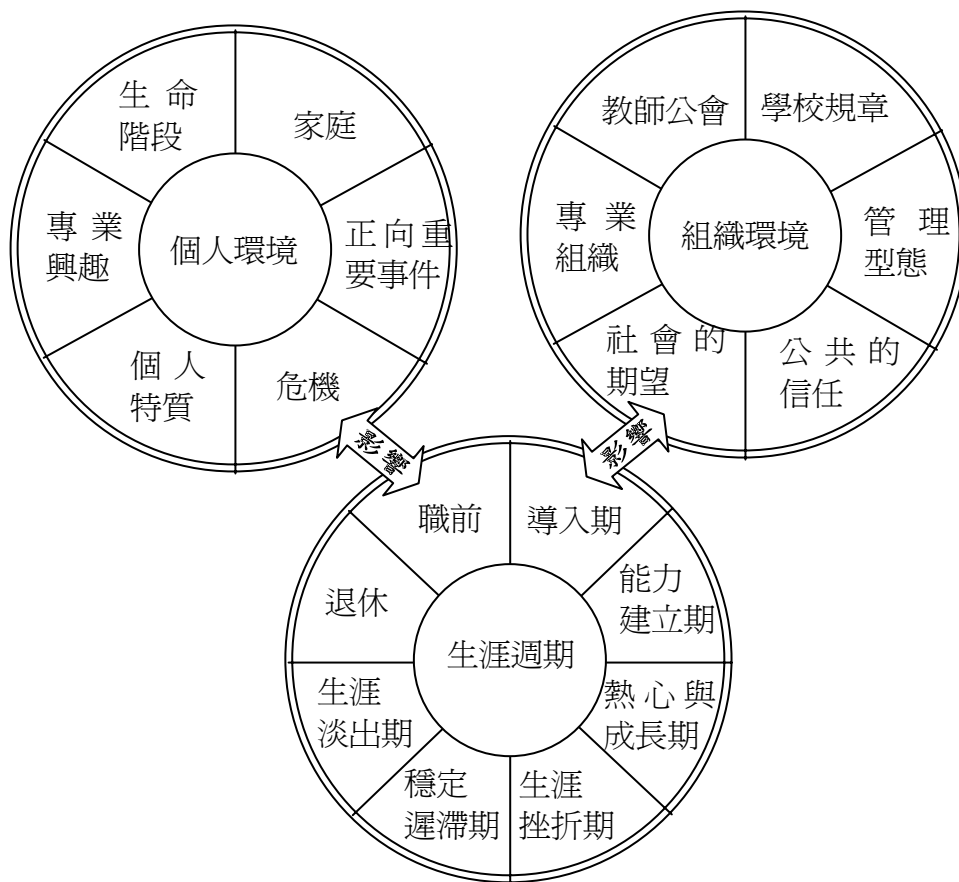 生命
階段
家庭
專業
興趣
個人環境
正向重
要事件
個人
特質
危機
教師公會
學校規章
專業
組織
組織環境
管理
型態
社會的
期望
公共的
信任
影響
影響
職前
導入期
退休
能力
建立期
生涯週期
生涯
淡出期
熱心與
成長期
穩定
遲滯期
生涯
挫折期